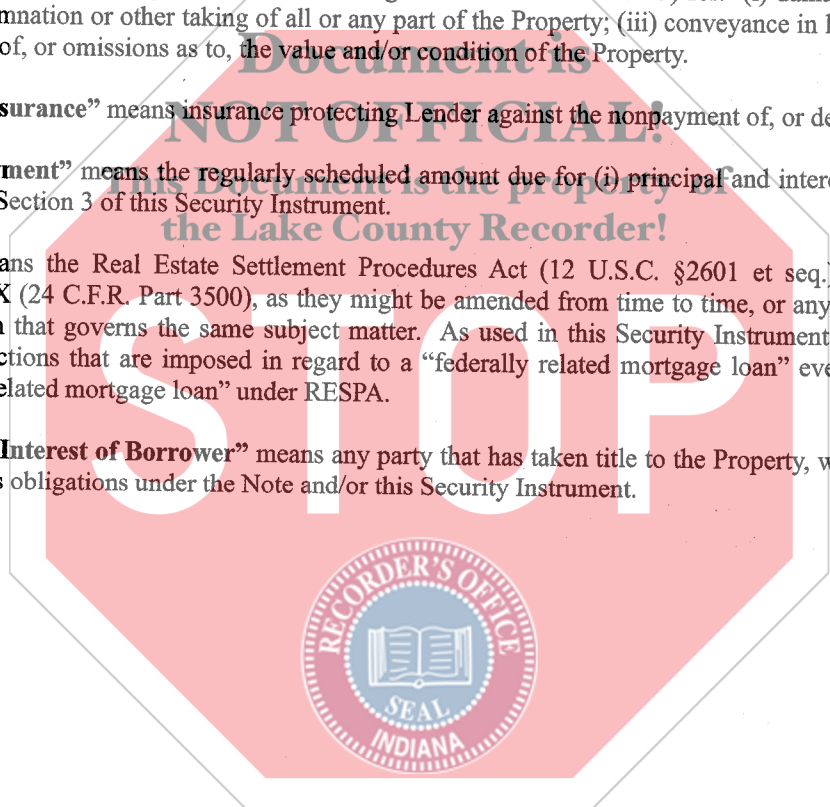 mnation or other taking of all or any part of the Property; (iii) conveyance in
of, or omissions as to, the value and/or condition of the Property.
Document is
surance” means insurance protecting Lender against the nonpayment of, or de
NOT OFFICIAL!
ment” means the regularly scheduled amount due for (i) principal and inter
This Document is the property of
Section 3 of this Security Instrument.
the Lake County Recorder!
ans the Real Estate Settlement Procedures Act (12 U.S.C. §2601 et seq.)
X (24 C.F.R. Part 3500), as they might be amended from time to time, or any
that governs the same subject matter. As used in this Security Instrument
ctions that are imposed in regard to a “federally related mortgage loan” eve
elated mortgage loan” under RESPA.
STOP
Interest of Borrower” means any party that has taken title to the Property, w
s obligations under the Note and/or this Security Instrument.
RECORDER'S OFFICE
SEAL
INDIANA